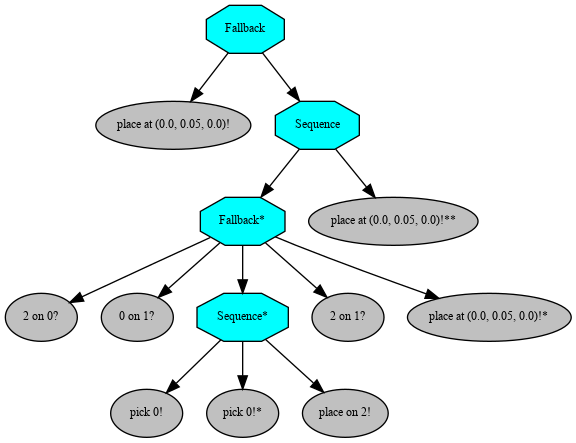 Fallback
place at (0.0, 0.05, 0.0)!
Sequence
Fallback*
place at (0.0, 0.05, 0.0)!**
2 on 0?
0 on 1?
Sequence*
2 on 1?
place at (0.0, 0.05, 0.0)!*
pick 0!
pick 0!*
place on 2!